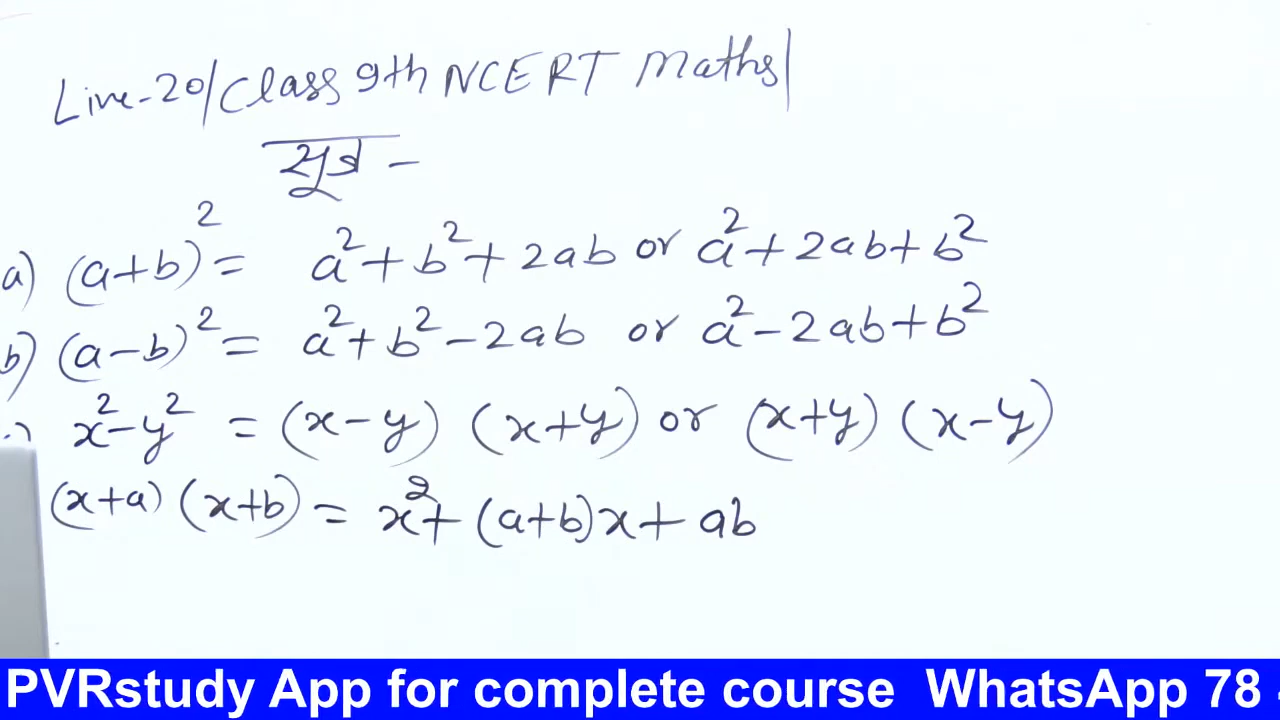 Live-20/Class 9th NCERT Maths|
सूत्र -
a) (a+b)² = a²+b²+2ab or a²+2ab+b²
b) (a-b)² = a²+b²-2ab or a²-2ab+b²
x²-y² = (x-y) (x+y) or (x+y) (x-y)
(x+a) (x+b) = x²+(a+b)x+ab
PVRstudy App for complete course WhatsApp 78